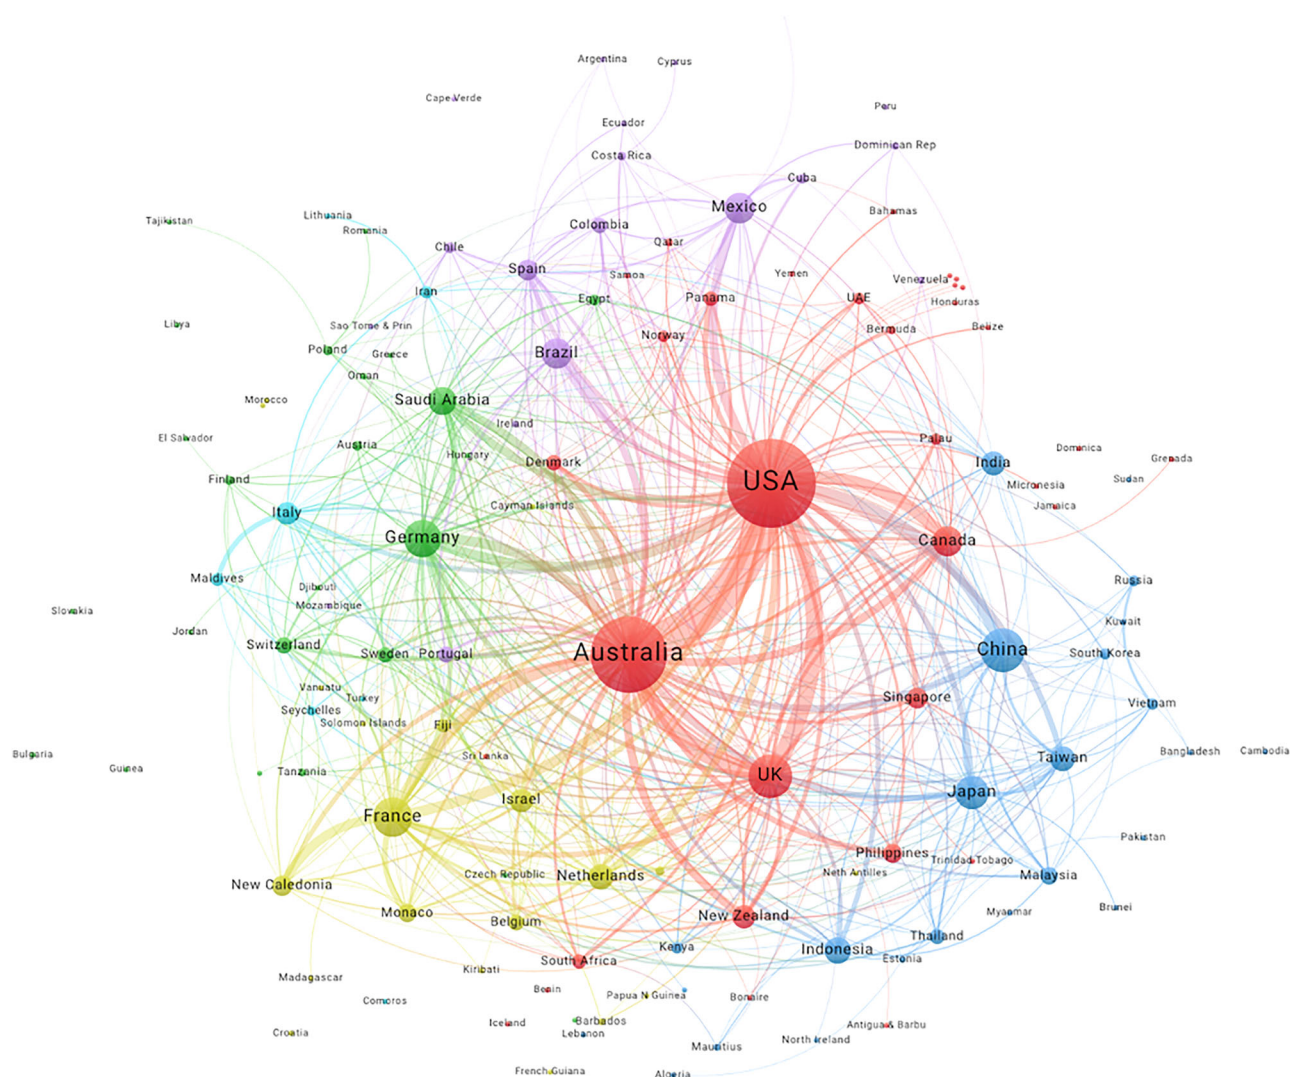 Argentina
Cyprus
Cape Verde
Peru
Ecuador
Dominican Rep
Costa Rica
Cuba
Mexico
Bahamas
Lithuania
Tajikistan
Colombia
Romania
Qatar
Chile
Spain
Samoa
Yemen
Venezuela
Iran
Egypt
Panama
UAE
Honduras
Libya
Sao Tome & Prin
Norway
Bermuda
Belize
Poland
Greece
Brazil
Oman
Morocco
Saudi Arabia
Ireland
El Salvador
Austria
Palau
Hungary
Denmark
India
Dominica
Grenada
Finland
USA
Micronesia
Sudan
Italy
Cayman Islands
Jamaica
Germany
Canada
Maldives
Djibouti
Russia
Mozambique
Slovakia
Kuwait
Jordan
Switzerland
Sweden
Portugal
Australia
China
South Korea
Vanuatu
Turkey
Singapore
Vietnam
Seychelles
Solomon Islands
Fiji
Bulgaria
Sri Lanka
Taiwan
Bangladesh
Cambodia
Guinea
Tanzania
UK
Israel
Japan
France
Pakistan
Philippines
Trinidad Tobago
Czech Republic
Netherlands
Neth Antilles
Malaysia
New Caledonia
Monaco
Belgium
New Zealand
Myanmar
Brunei
Kenya
Indonesia
Thailand
South Africa
Estonia
Kiribati
Madagascar
Benin
Papua N Guinea
Bonaire
Comoros
Iceland
Barbados
Antigua & Barbu
Croatia
Lebanon
North Ireland
Mauritius
French Guiana
Algeria